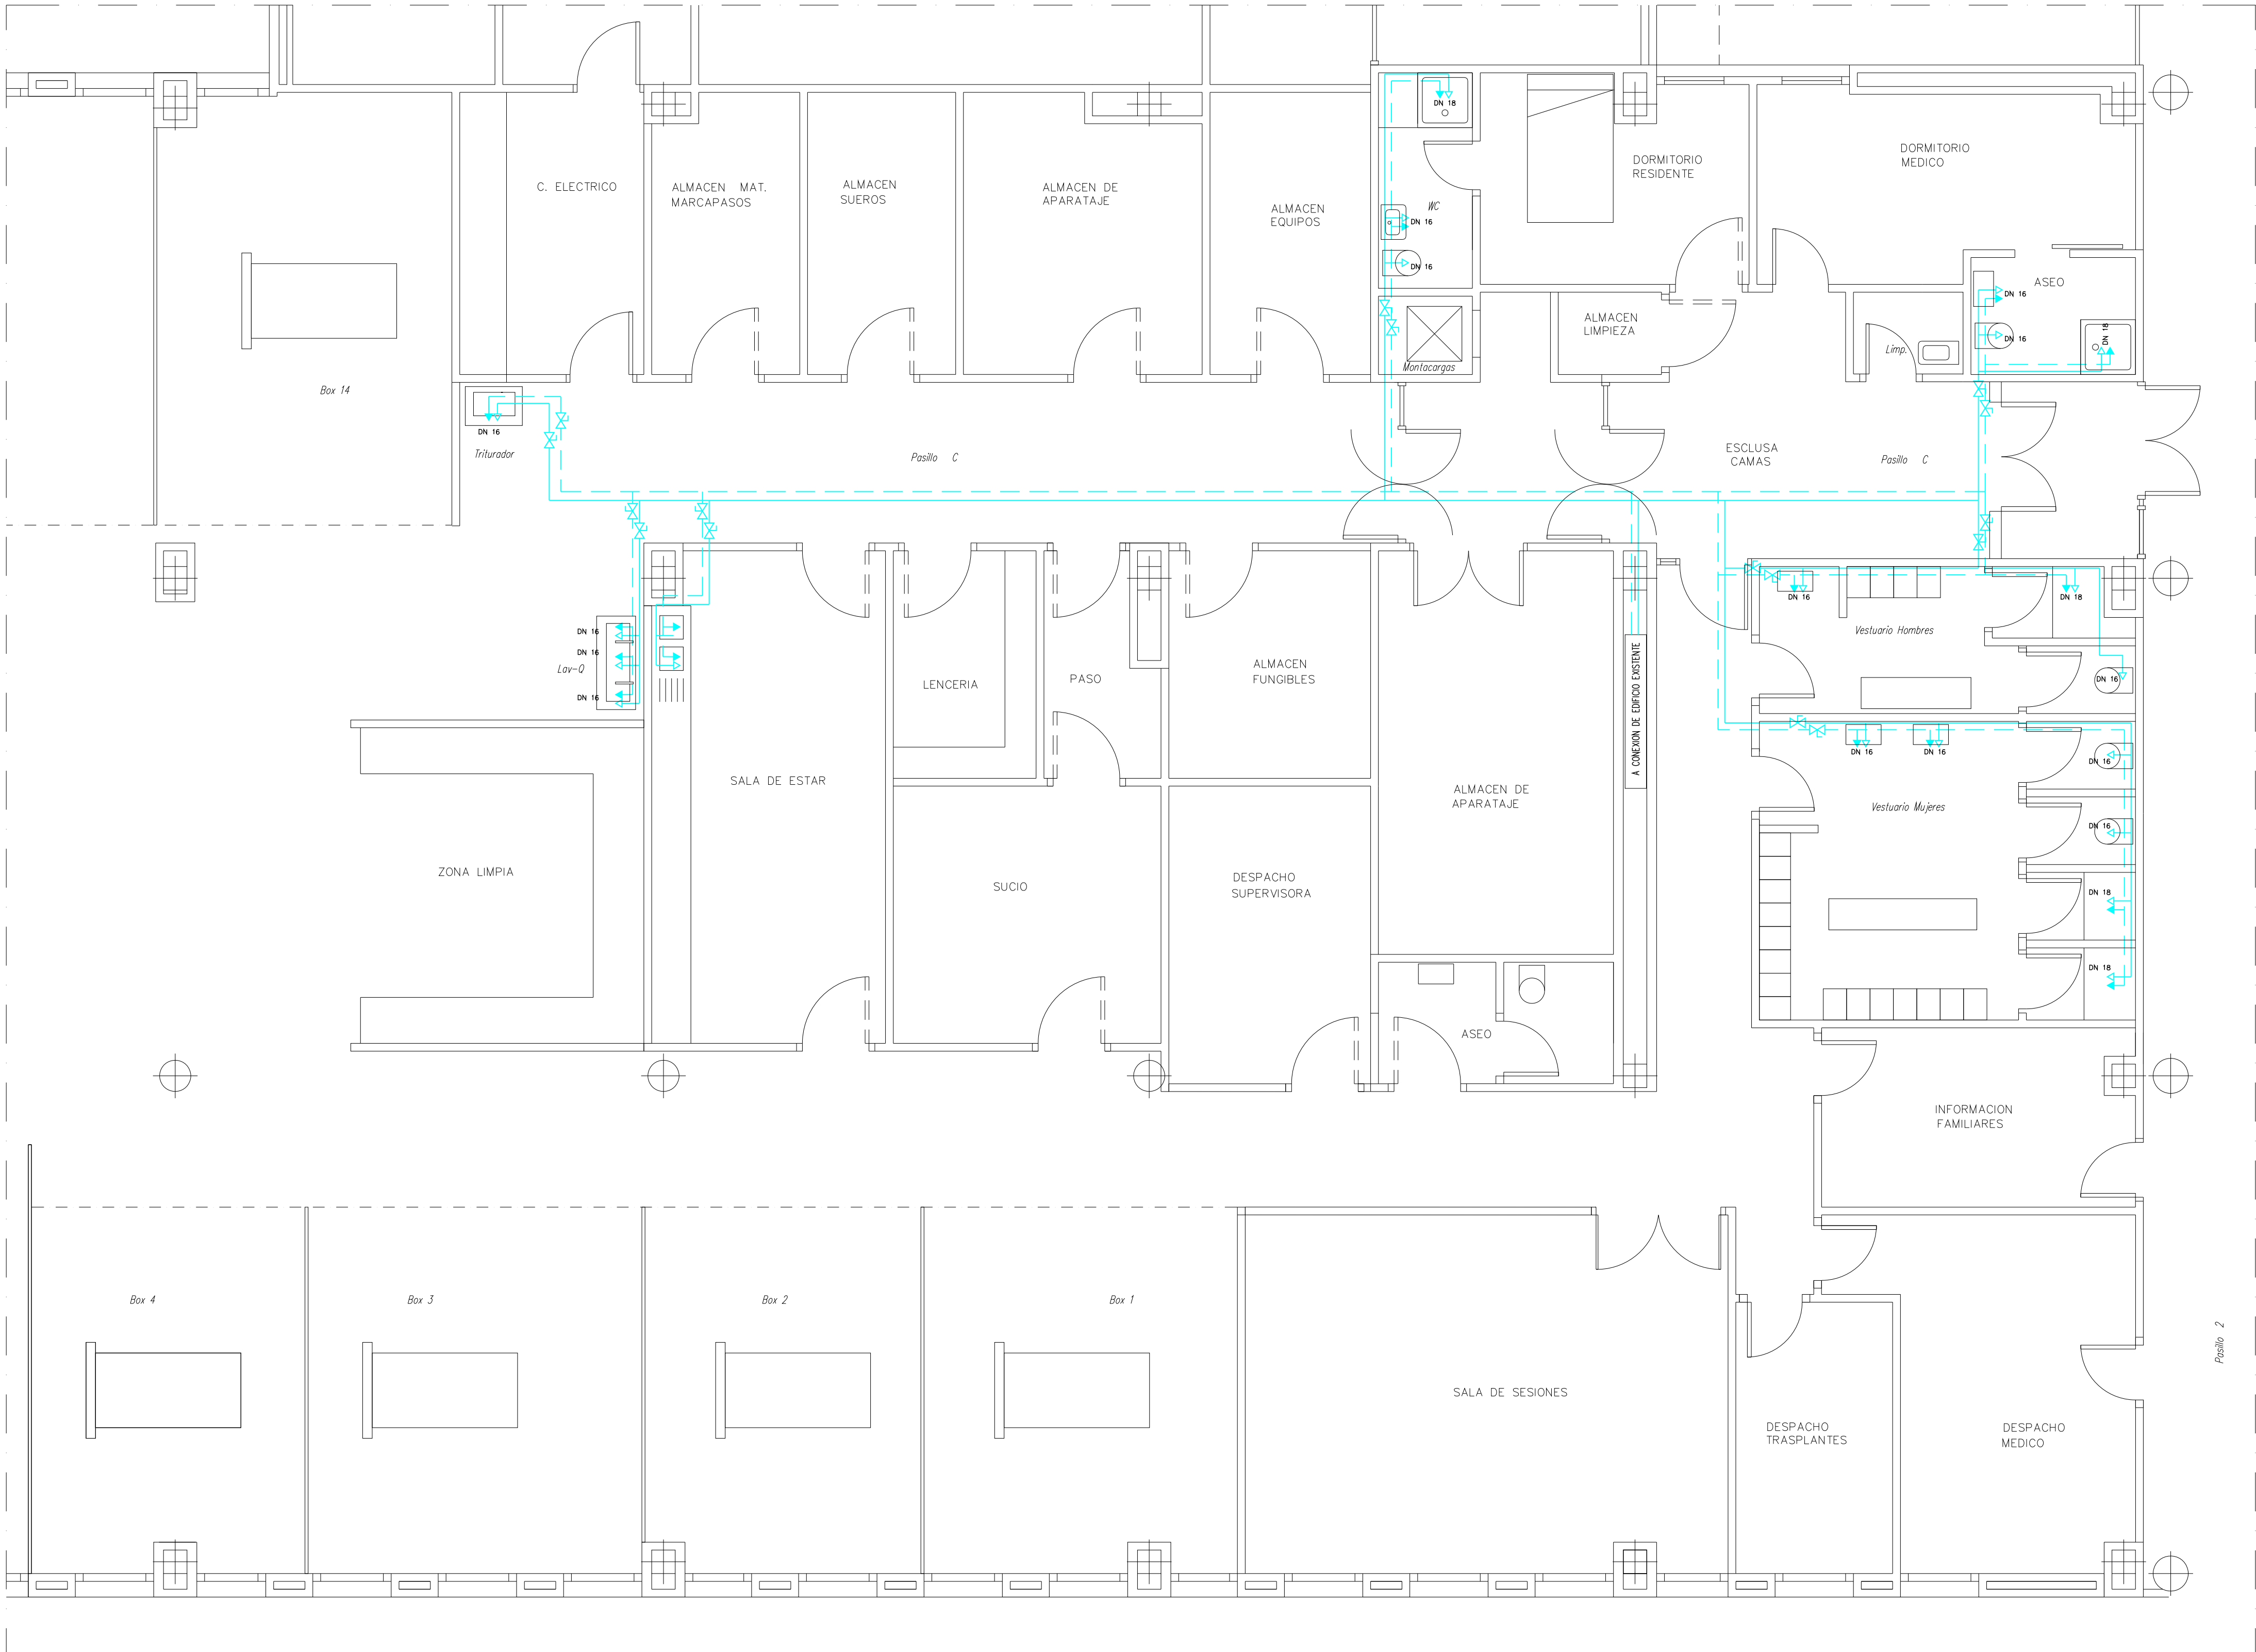 DN 18
DORMITORIO
RESIDENTE
DORMITORIO
MEDICO
C. ELECTRICO
ALMACEN MAT.
MARCAPASOS
ALMACEN
SUEROS
ALMACEN DE
APARATAJE
ALMACEN
EQUIPOS
WC
DN 16
DN 16
ASEO
DN 16
DN 16
DN 18
ALMACEN
LIMPIEZA
Limp.
Montacargas
Box 14
DN 16
Triturador
Pasillo C
ESCLUSA
CAMAS
Pasillo C
DN 16
DN 18
Vestuario Hombres
DN 16
DN 16
DN 16
Lav-Q
DN 16
LENCERIA
PASO
ALMACEN
FUNGIBLES
A CONEXION DE EDIFICIO EXISTENTE
DN 16
DN 16
DN 16
DN 16
SALA DE ESTAR
ALMACEN DE
APARATAJE
Vestuario Mujeres
DN 16
ZONA LIMPIA
SUCIO
DESPACHO
SUPERVISORA
DN 18
DN 18
ASEO
INFORMACION
FAMILIARES
Box 4
Box 3
Box 2
Box 1
Pasillo 2
SALA DE SESIONES
DESPACHO
TRASPLANTES
DESPACHO
MEDICO